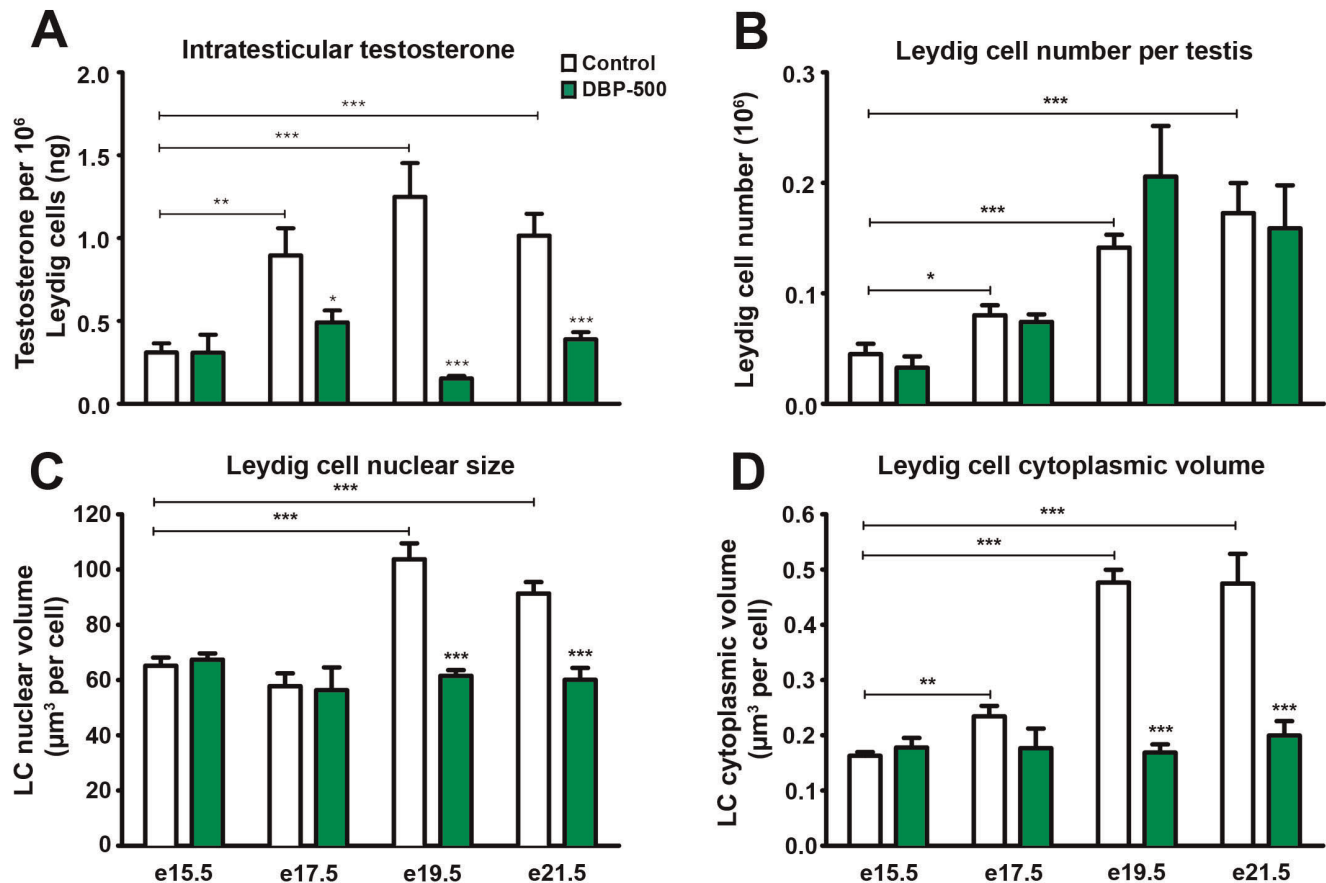 A
Intratesticular testosterone
Control
DBP-500
Testosterone per 10⁶
Leydig cells (ng)
2.0
1.5
1.0
0.5
0.0
***
***
**
*
***
***
B
Leydig cell number per testis
Leydig cell number (10⁶)
0.3
0.2
0.1
0.0
***
***
*
C
Leydig cell nuclear size
LC nuclear volume
(µm³ per cell)
120
100
80
60
40
20
0
***
***
***
***
e15.5
e17.5
e19.5
e21.5
D
Leydig cell cytoplasmic volume
LC cytoplasmic volume
(µm³ per cell)
0.6
0.5
0.4
0.3
0.2
0.1
0.0
***
***
**
***
***
e15.5
e17.5
e19.5
e21.5